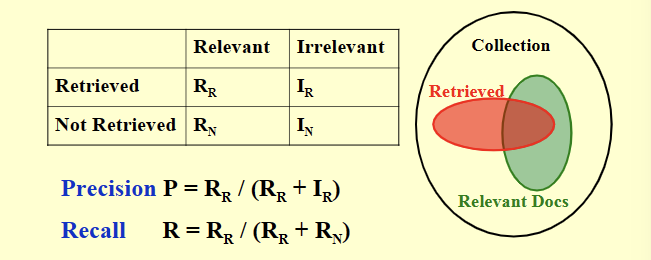 Relevant Irrelevant
Retrieved R_R I_R
Not Retrieved R_N I_N
Precision P = R_R / (R_R + I_R)
Recall R = R_R / (R_R + R_N)
Collection
Retrieved
Relevant Docs